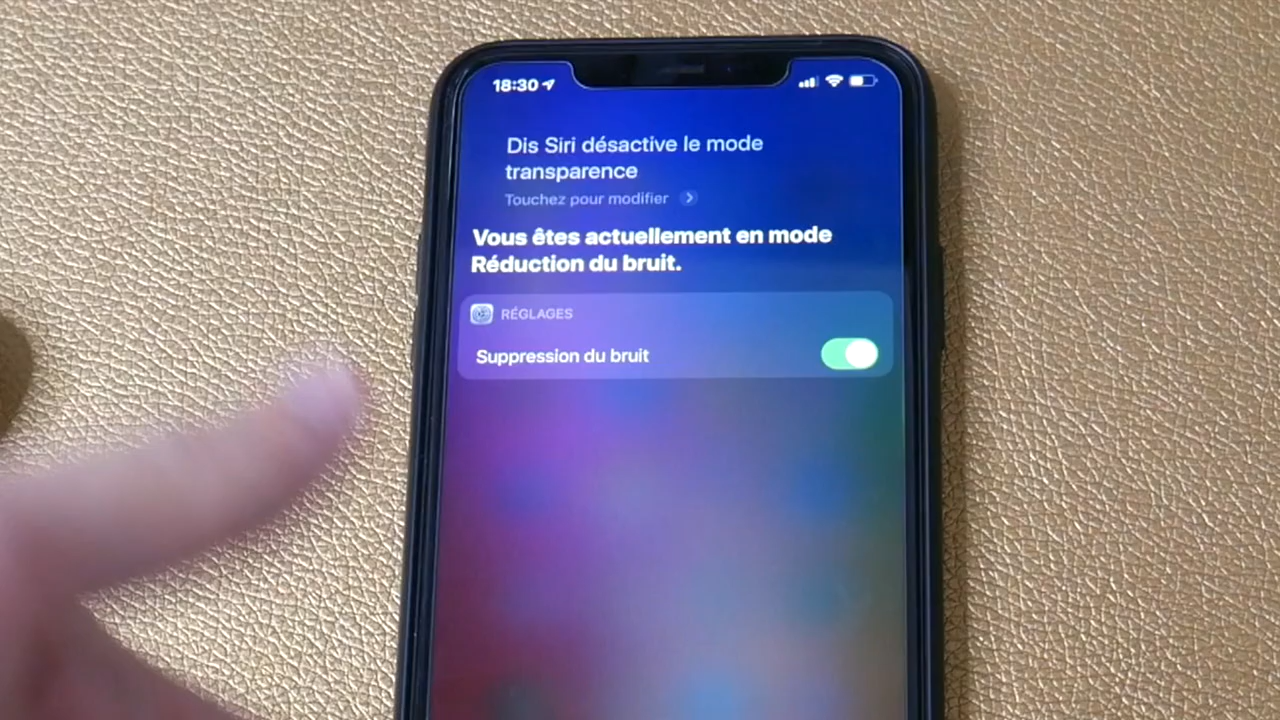 18:30
Dis Siri désactive le mode
transparence
Touchez pour modifier
Vous êtes actuellement en mode
Réduction du bruit.
RÉGLAGES
Suppression du bruit